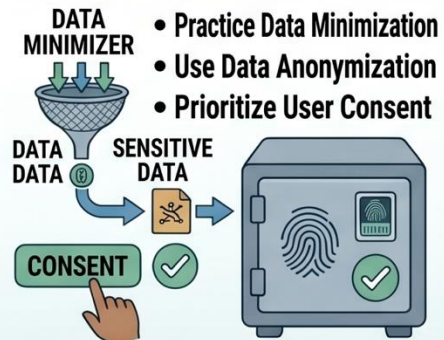 DATA
MINIMIZER
• Practice Data Minimization
• Use Data Anonymization
• Prioritize User Consent
DATA
DATA
SENSITIVE
DATA
CONSENT